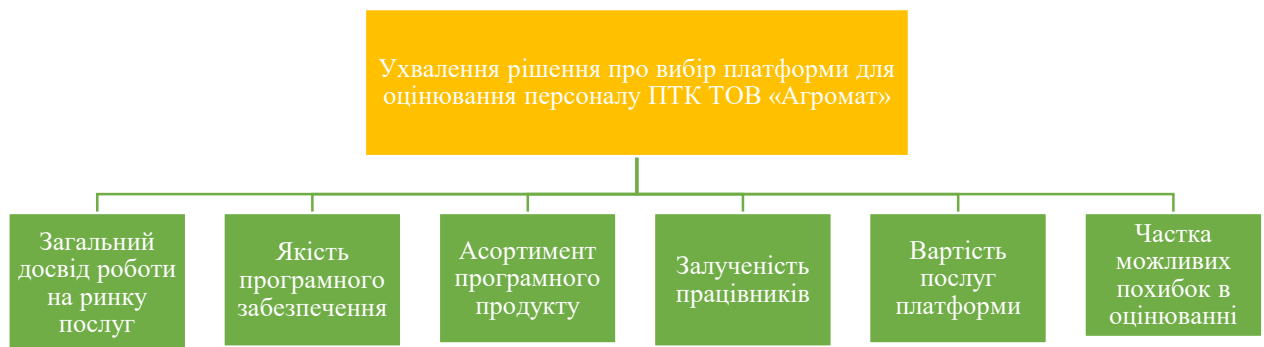 Ухвалення рішення про вибір платформи для
оцінювання персоналу ПТК ТОВ «Агромат»
Загальний
досвід роботи
на ринку
послуг
Якість
програмного
забезпечення
Асортимент
програмного
продукту
Залученість
працівників
Вартість
послуг
платформи
Частка
можливих
похибок в
оцінюванні